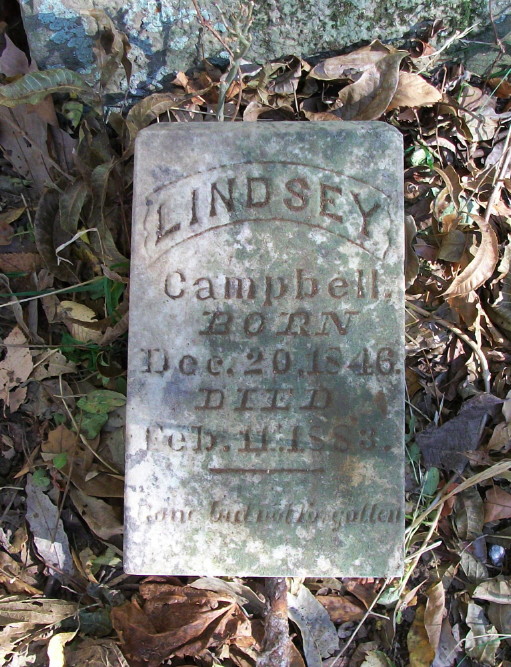 LINDSEY
Campbell.
BORN
Dec. 20, 1846.
DIED
Feb. 11, 1883.
Gone but not forgotten